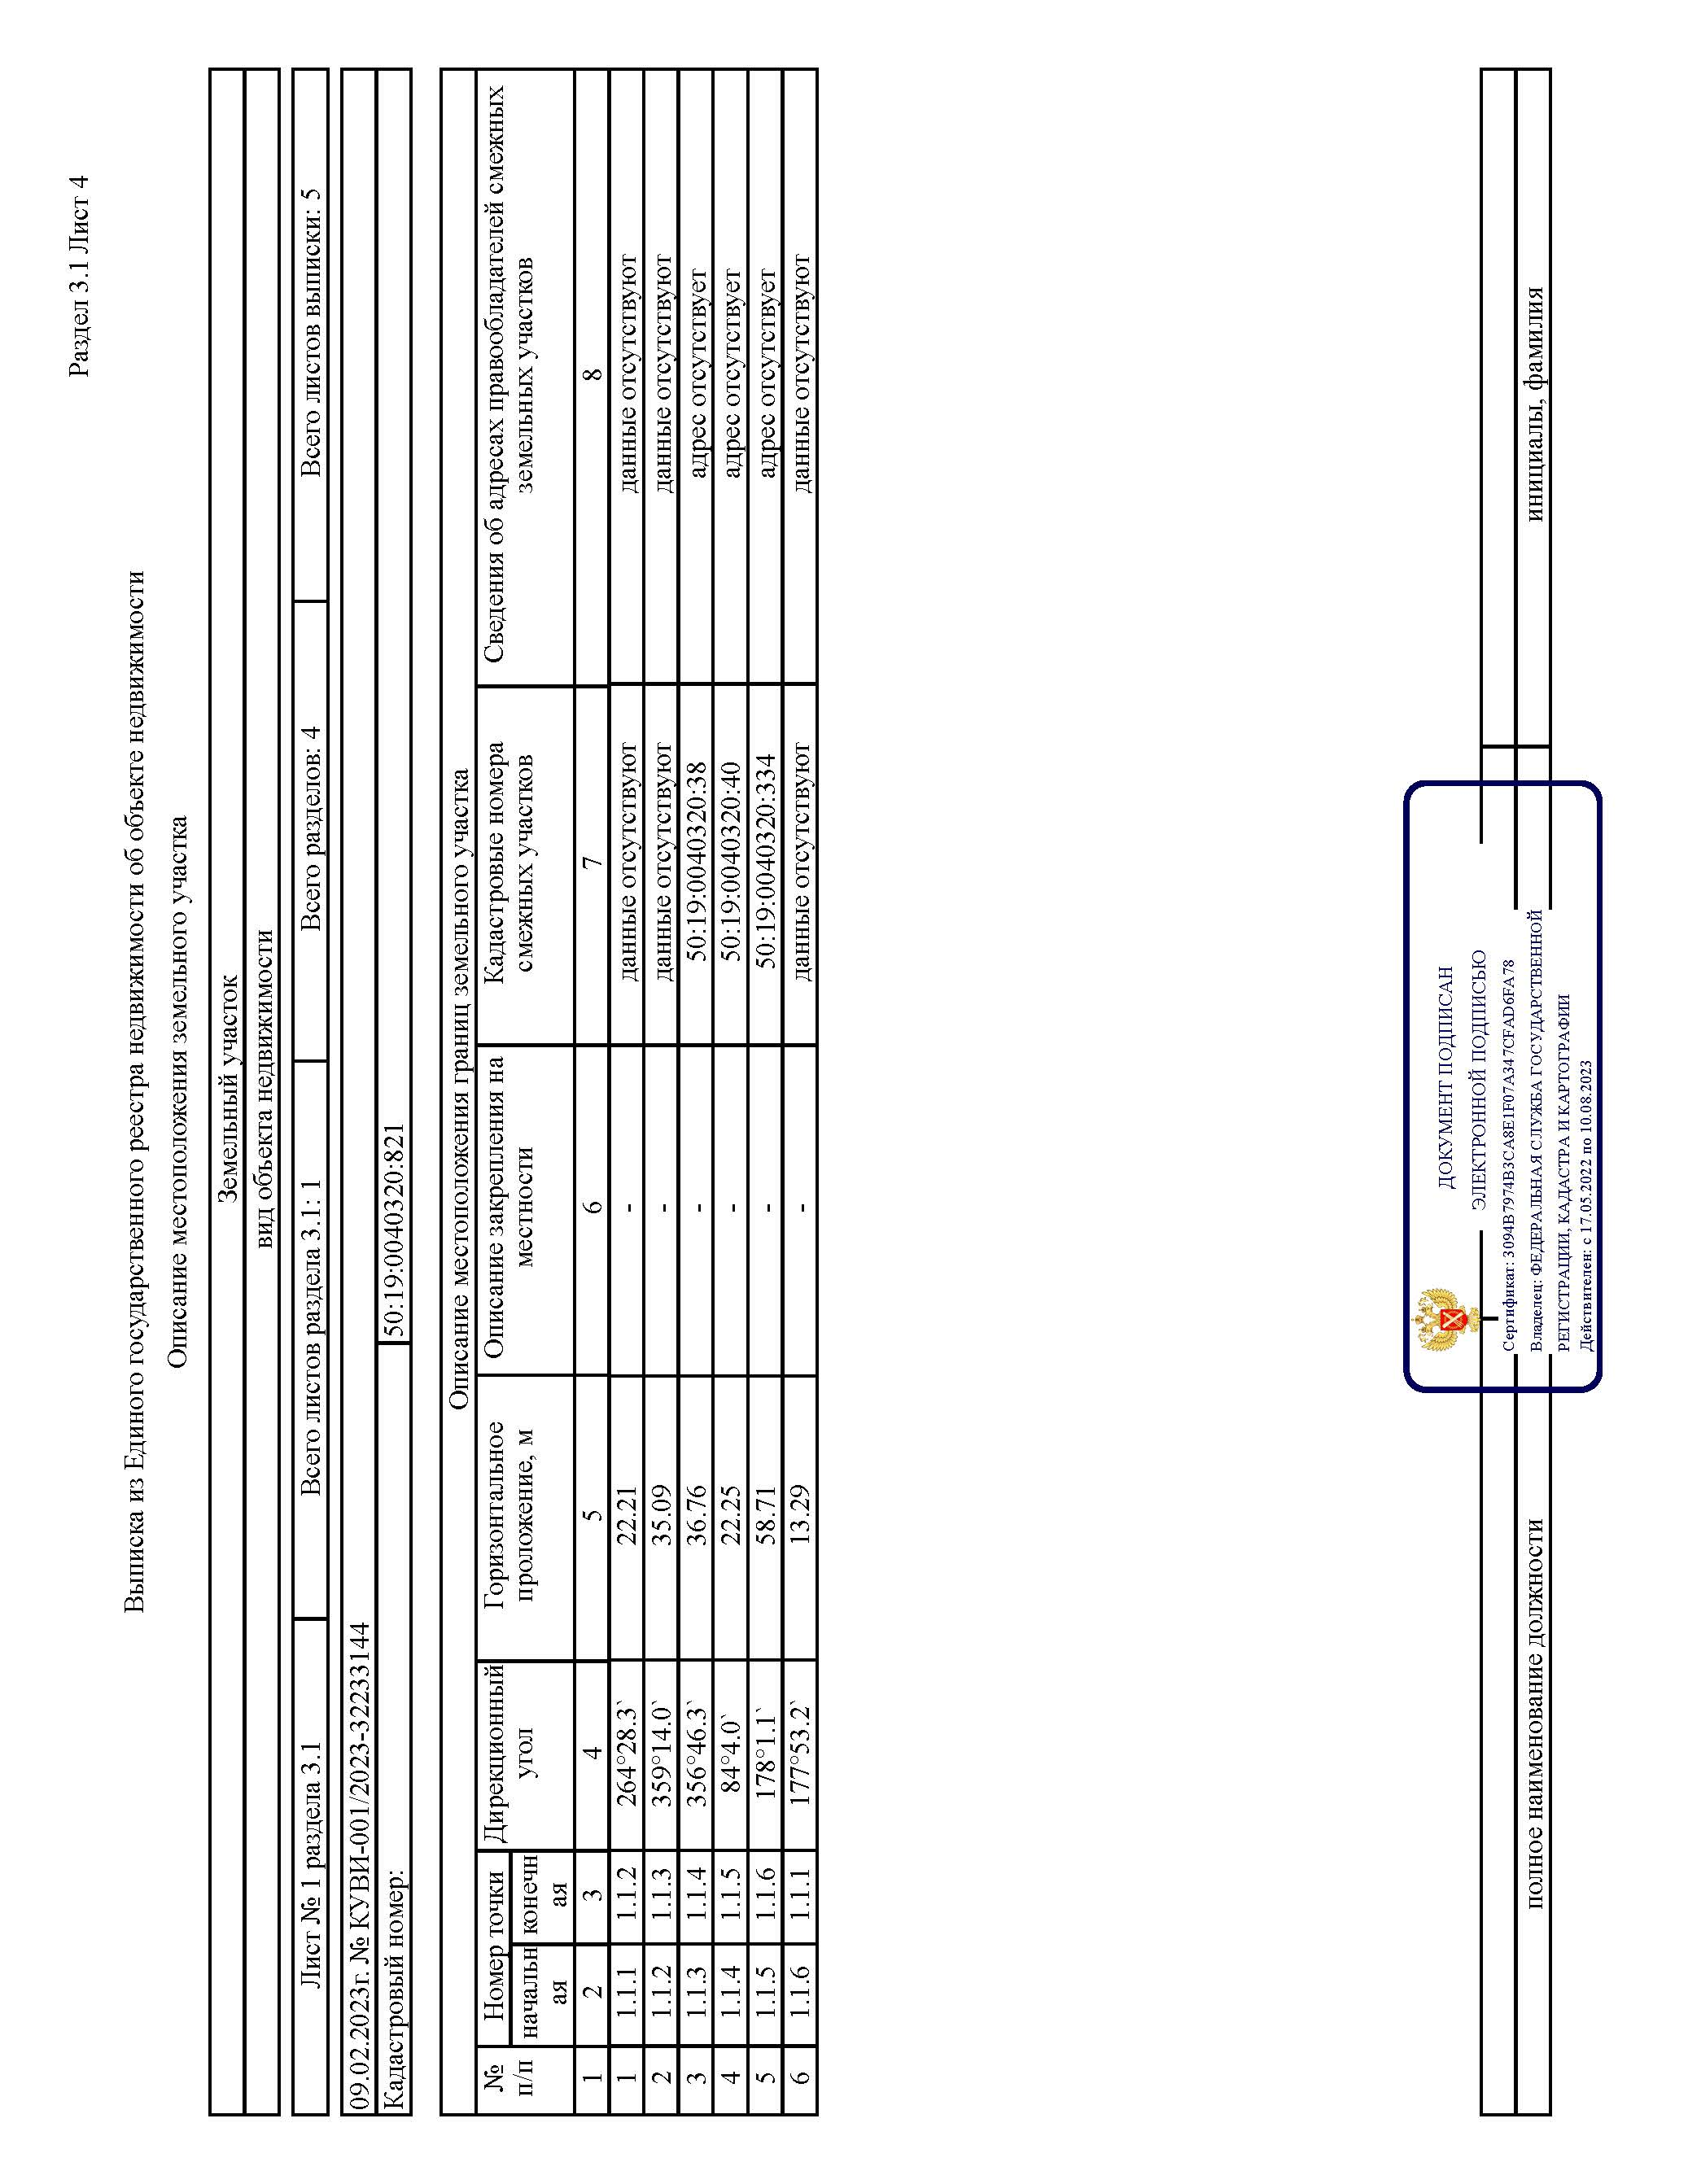 Раздел 3.1 Лист 4
Выписка из Единого государственного реестра недвижимости об объекте недвижимости
Описание местоположения земельного участка
Земельный участок
вид объекта недвижимости
Лист № 1 раздела 3.1 Всего листов раздела 3.1: 1 Всего разделов: 4 Всего листов выписки: 5
09.02.2023г. № КУВИ-001/2023-32233144
Кадастровый номер: 50:19:0040320:821
Описание местоположения границ земельного участка
№ п/п Номер точки Дирекционный угол Горизонтальное проложение, м Описание закрепления на местности Кадастровые номера смежных участков Сведения об адресах правообладателей смежных земельных участков
начальн ая конечн ая
1 2 3 4 5 6 7 8
1 1.1.1 1.1.2 264°28.3` 22.21 - данные отсутствуют данные отсутствуют
2 1.1.2 1.1.3 359°14.0` 35.09 - данные отсутствуют данные отсутствуют
3 1.1.3 1.1.4 356°46.3` 36.76 - 50:19:0040320:38 адрес отсутствует
4 1.1.4 1.1.5 84°4.0` 22.25 - 50:19:0040320:40 адрес отсутствует
5 1.1.5 1.1.6 178°1.1` 58.71 - 50:19:0040320:334 адрес отсутствует
6 1.1.6 1.1.1 177°53.2` 13.29 - данные отсутствуют данные отсутствуют
ДОКУМЕНТ ПОДПИСАН
ЭЛЕКТРОННОЙ ПОДПИСЬЮ
Сертификат: 3094B7974B3CA8E1F07A347CFAD6FA78
Владелец: ФЕДЕРАЛЬНАЯ СЛУЖБА ГОСУДАРСТВЕННОЙ
РЕГИСТРАЦИИ, КАДАСТРА И КАРТОГРАФИИ
Действителен: с 17.05.2022 по 10.08.2023
полное наименование должности инициалы, фамилия